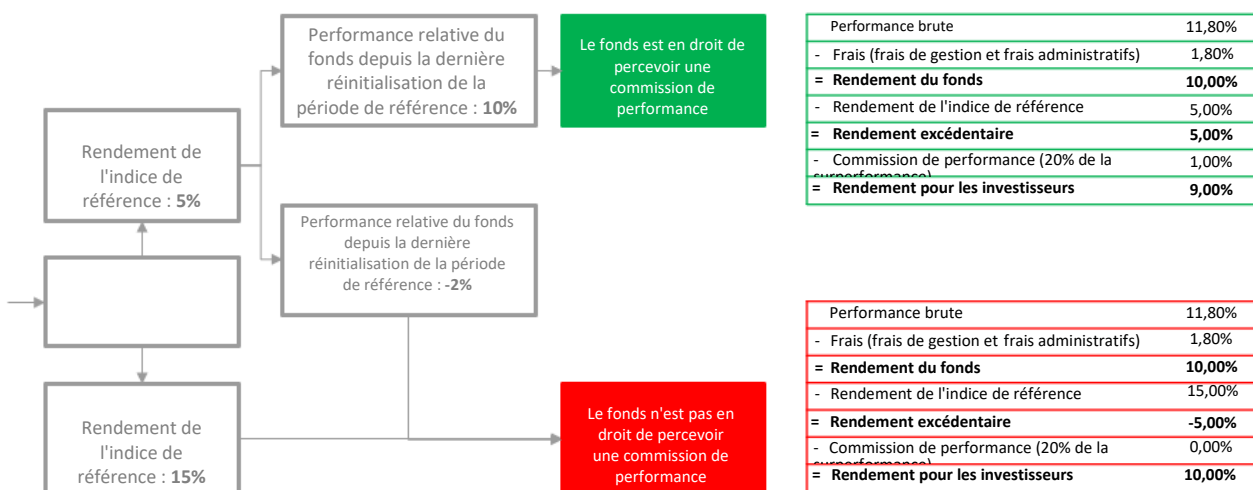 Performance relative du
fonds depuis la dernière
réinitialisation de la
période de référence : 10%
Le fonds est en droit de
percevoir une
commission de
performance
Rendement de
l'indice de
référence : 5%
Performance relative du fonds
depuis la dernière
réinitialisation de la période
de référence : -2%
Rendement de
l'indice de
référence : 15%
Le fonds n'est pas en
droit de percevoir
une commission de
performance
Performance brute 11,80%
- Frais (frais de gestion et frais administratifs) 1,80%
= Rendement du fonds 10,00%
- Rendement de l'indice de référence 5,00%
= Rendement excédentaire 5,00%
- Commission de performance (20% de la 1,00%
surperformance)
= Rendement pour les investisseurs 9,00%
Performance brute 11,80%
- Frais (frais de gestion et frais administratifs) 1,80%
= Rendement du fonds 10,00%
- Rendement de l'indice de référence 15,00%
= Rendement excédentaire -5,00%
- Commission de performance (20% de la 0,00%
surperformance)
= Rendement pour les investisseurs 10,00%